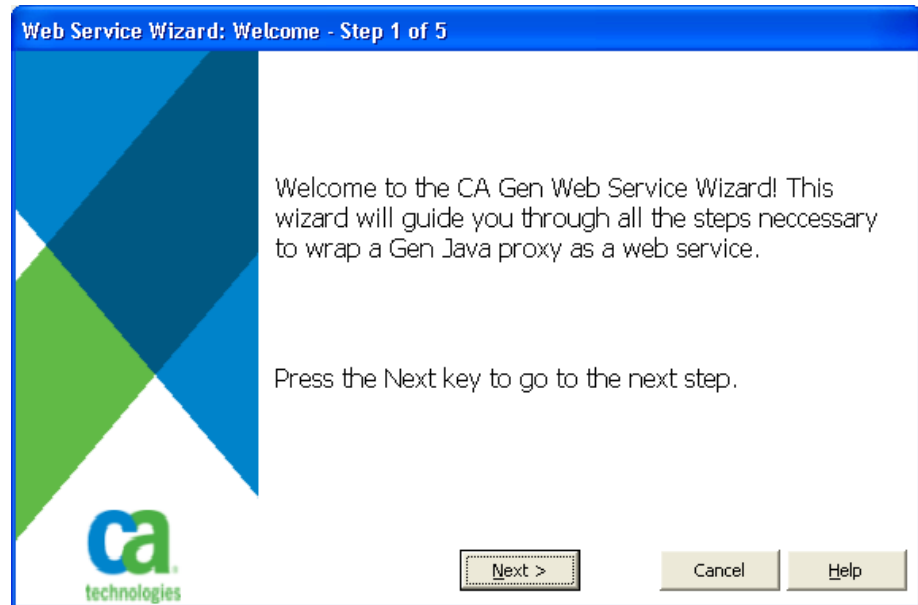 Web Service Wizard: Welcome - Step 1 of 5
Welcome to the CA Gen Web Service Wizard! This
wizard will guide you through all the steps neccessary
to wrap a Gen Java proxy as a web service.
Press the Next key to go to the next step.
ca
technologies
Next >
Cancel
Help